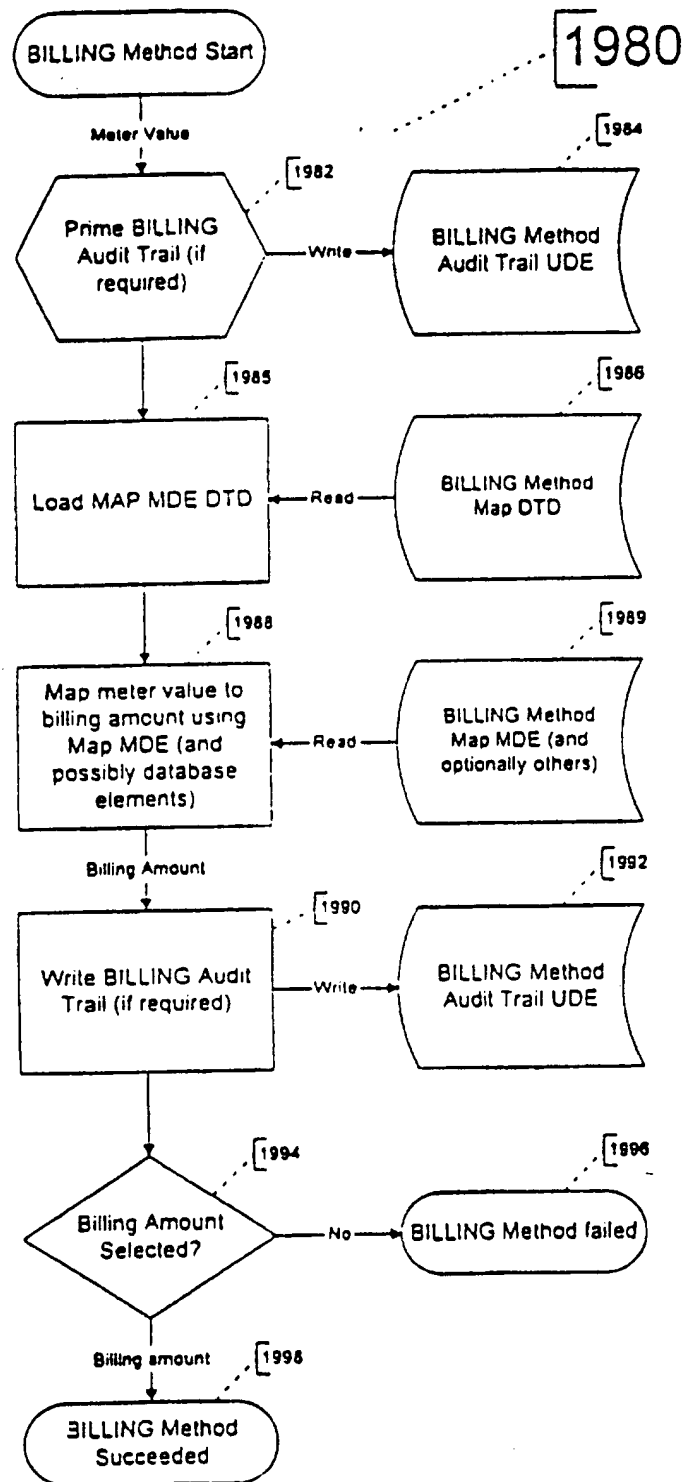 BILLING Method Start
1980
Meter Value
1982
1984
Prime BILLING
Audit Trail (if
required)
Write
BILLING Method
Audit Trail UDE
1985
1986
Load MAP MDE DTD
Read
BILLING Method
Map DTD
1988
1989
Map meter value to
billing amount using
Map MDE (and
possibly database
elements)
Read
BILLING Method
Map MDE (and
optionally others)
Billing Amount
1990
1992
Write BILLING Audit
Trail (if required)
Write
BILLING Method
Audit Trail UDE
1994
1996
Billing Amount
Selected?
No
BILLING Method failed
Billing amount
1998
BILLING Method
Succeeded